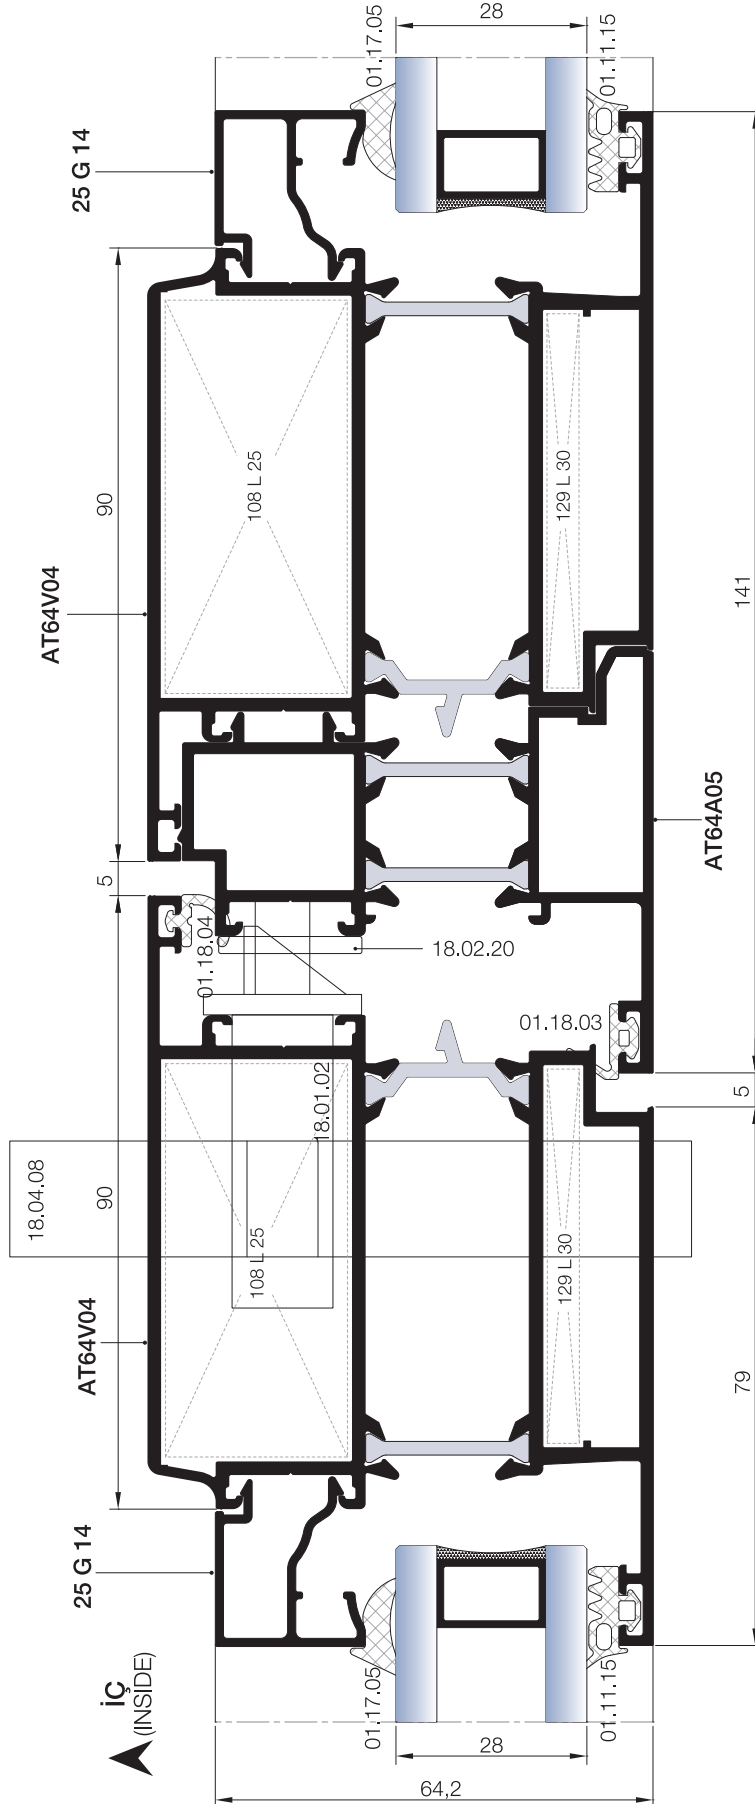 28
01.17.05
01.11.15
25 G 14
90
AT64V04
108 L 25
129 L 30
141
AT64A05
5
01.18.04
18.02.20
01.18.03
18.01.02
5
18.04.08
90
108 L 25
129 L 30
AT64V04
79
25 G 14
İÇ
(INSIDE)
01.17.05
01.11.15
28
64,2